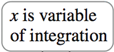 x is variable
of integration